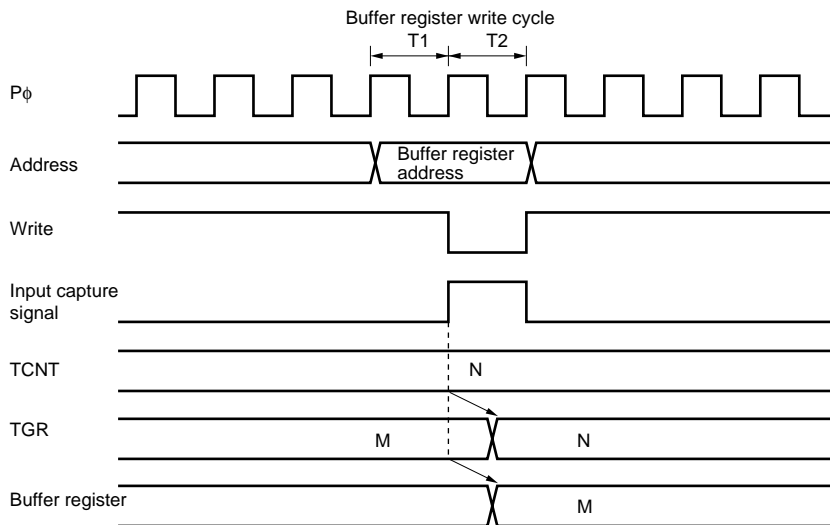 Buffer register write cycle
T1 T2
Pϕ
Address
Buffer register
address
Write
Input capture
signal
TCNT
N
TGR
M N
Buffer register
M